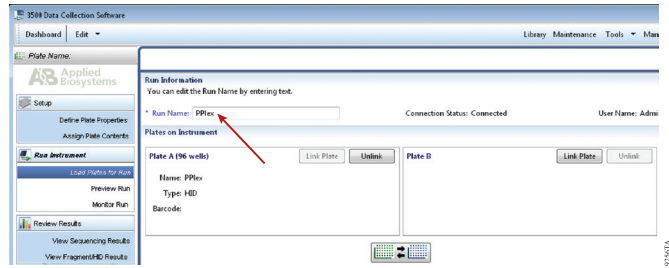 3500 Data Collection Software
Dashboard Edit Library Maintenance Tools Man
Plate Name:
Applied Biosystems
AB
Setup
Define Plate Properties
Assign Plate Contents
Run Instrument
Load Plates for Run
Preview Run
Monitor Run
Review Results
View Sequencing Results
View Fragment/HID Results
Run Information
You can edit the Run Name by entering text.
* Run Name: PPlex Connection Status: Connected User Name: Admi
Plates on Instrument
Plate A (96 wells) Link Plate Unlink
Name: PPlex
Type: HID
Barcode:
Plate B Link Plate Unlink